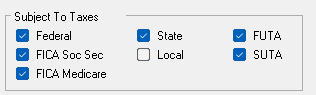 Subject To Taxes
Federal State FUTA
FICA Soc Sec Local SUTA
FICA Medicare